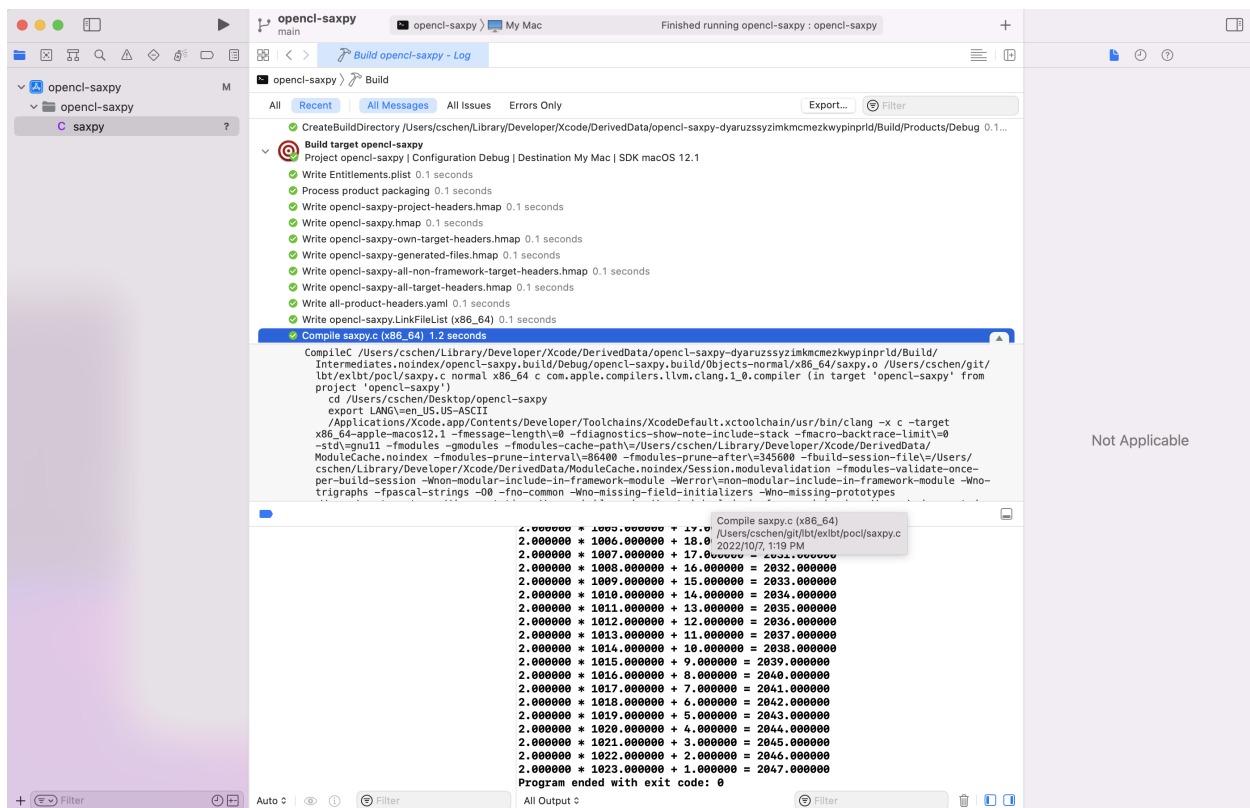 opencl-saxpy
main
opencl-saxpy 〉 My Mac
Finished running opencl-saxpy : opencl-saxpy
Build opencl-saxpy - Log
opencl-saxpy 〉 Build
opencl-saxpy M
opencl-saxpy
C saxpy ?
All Recent All Messages All Issues Errors Only Export... Filter
CreateBuildDirectory /Users/cschen/Library/Developer/Xcode/DerivedData/opencl-saxpy-dyaruzssyzimkmcmezkwypinprld/Build/Products/Debug 0.1...
Build target opencl-saxpy
Project opencl-saxpy | Configuration Debug | Destination My Mac | SDK macOS 12.1
Write Entitlements.plist 0.1 seconds
Process product packaging 0.1 seconds
Write opencl-saxpy-project-headers.hmap 0.1 seconds
Write opencl-saxpy.hmap 0.1 seconds
Write opencl-saxpy-own-target-headers.hmap 0.1 seconds
Write opencl-saxpy-generated-files.hmap 0.1 seconds
Write opencl-saxpy-all-non-framework-target-headers.hmap 0.1 seconds
Write opencl-saxpy-all-target-headers.hmap 0.1 seconds
Write all-product-headers.yaml 0.1 seconds
Write opencl-saxpy.LinkFileList (x86_64) 0.1 seconds
Compile saxpy.c (x86_64) 1.2 seconds
CompileC /Users/cschen/Library/Developer/Xcode/DerivedData/opencl-saxpy-dyaruzssyzimkmcmezkwypinprld/Build/
Intermediates.noindex/opencl-saxpy.build/Debug/opencl-saxpy.build/Objects-normal/x86_64/saxpy.o /Users/cschen/git/
lbt/exlbt/pocl/saxpy.c normal x86_64 c com.apple.compilers.llvm.clang.1_0.compiler (in target 'opencl-saxpy' from
project 'opencl-saxpy')
cd /Users/cschen/Desktop/opencl-saxpy
export LANG\=en_US.US-ASCII
/Applications/Xcode.app/Contents/Developer/Toolchains/XcodeDefault.xctoolchain/usr/bin/clang -x c -target
x86_64-apple-macos12.1 -fmessage-length\=0 -fdiagnostics-show-note-include-stack -fmacro-backtrace-limit\=0
-std\=gnu11 -fmodules -gmodules -fmodules-cache-path\=/Users/cschen/Library/Developer/Xcode/DerivedData/
ModuleCache.noindex -fmodules-prune-interval\=86400 -fmodules-prune-after\=345600 -fbuild-session-file\=/Users/
cschen/Library/Developer/Xcode/DerivedData/ModuleCache.noindex/Session.modulevalidation -fmodules-validate-once-
per-build-session -Wnon-modular-include-in-framework-module -Werror\=non-modular-include-in-framework-module -Wno-
trigraphs -fpascal-strings -O0 -fno-common -Wno-missing-field-initializers -Wno-missing-prototypes
Not Applicable
Compile saxpy.c (x86_64)
/Users/cschen/git/lbt/exlbt/pocl/saxpy.c
2022/10/7, 1:19 PM
2.000000 * 1005.000000 + 19.0
2.000000 * 1006.000000 + 18.0
2.000000 * 1007.000000 + 17.000000 = 2031.000000
2.000000 * 1008.000000 + 16.000000 = 2032.000000
2.000000 * 1009.000000 + 15.000000 = 2033.000000
2.000000 * 1010.000000 + 14.000000 = 2034.000000
2.000000 * 1011.000000 + 13.000000 = 2035.000000
2.000000 * 1012.000000 + 12.000000 = 2036.000000
2.000000 * 1013.000000 + 11.000000 = 2037.000000
2.000000 * 1014.000000 + 10.000000 = 2038.000000
2.000000 * 1015.000000 + 9.000000 = 2039.000000
2.000000 * 1016.000000 + 8.000000 = 2040.000000
2.000000 * 1017.000000 + 7.000000 = 2041.000000
2.000000 * 1018.000000 + 6.000000 = 2042.000000
2.000000 * 1019.000000 + 5.000000 = 2043.000000
2.000000 * 1020.000000 + 4.000000 = 2044.000000
2.000000 * 1021.000000 + 3.000000 = 2045.000000
2.000000 * 1022.000000 + 2.000000 = 2046.000000
2.000000 * 1023.000000 + 1.000000 = 2047.000000
Program ended with exit code: 0
Filter Auto Filter All Output Filter